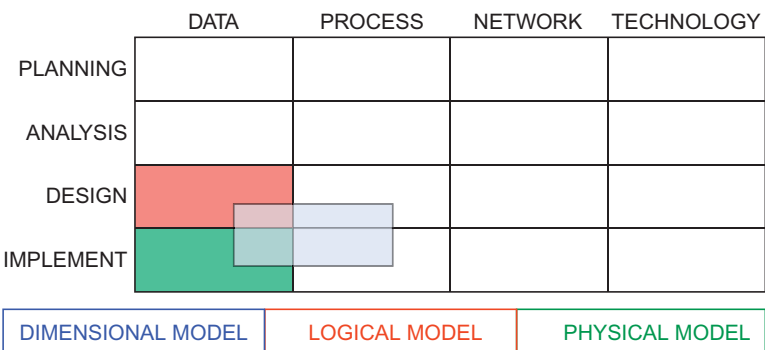 DATA PROCESS NETWORK TECHNOLOGY
PLANNING
ANALYSIS
DESIGN
IMPLEMENT
DIMENSIONAL MODEL LOGICAL MODEL PHYSICAL MODEL